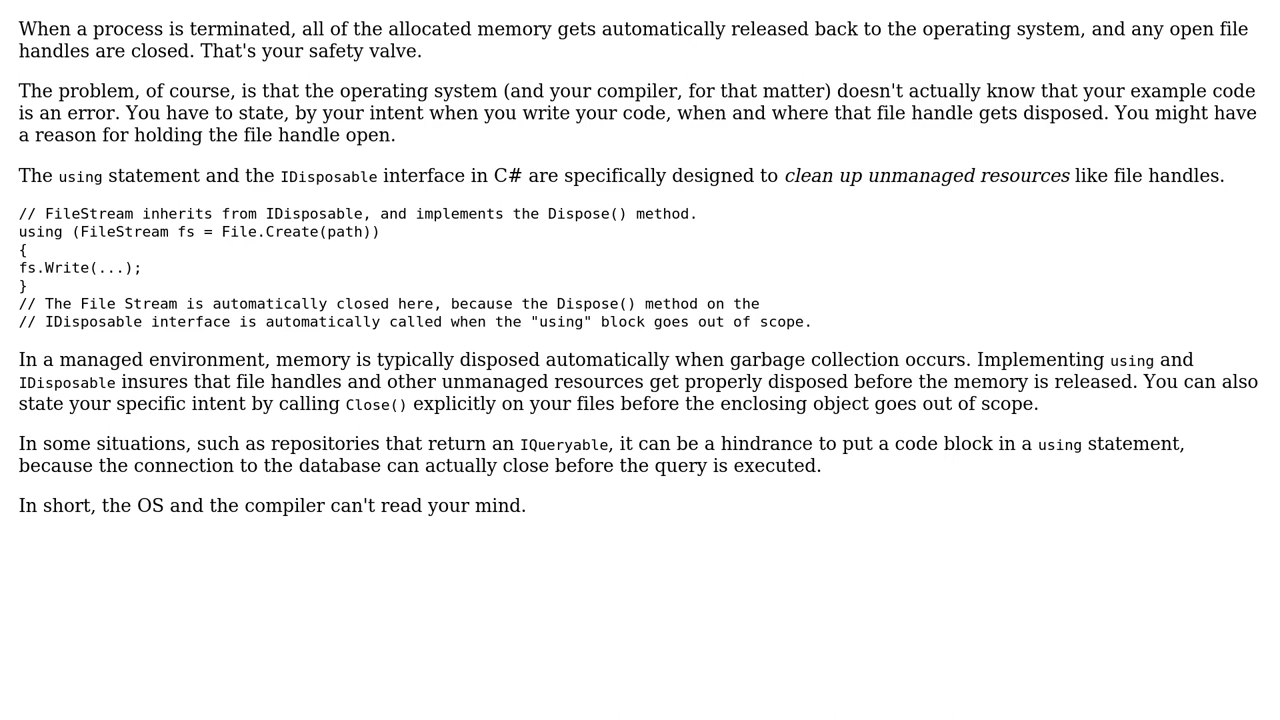 When a process is terminated, all of the allocated memory gets automatically released back to the operating system, and any open file
handles are closed. That's your safety valve.
The problem, of course, is that the operating system (and your compiler, for that matter) doesn't actually know that your example code
is an error. You have to state, by your intent when you write your code, when and where that file handle gets disposed. You might have
a reason for holding the file handle open.
The using statement and the IDisposable interface in C# are specifically designed to clean up unmanaged resources like file handles.
// FileStream inherits from IDisposable, and implements the Dispose() method.
using (FileStream fs = File.Create(path))
{
fs.Write(...);
}
// The File Stream is automatically closed here, because the Dispose() method on the
// IDisposable interface is automatically called when the "using" block goes out of scope.
In a managed environment, memory is typically disposed automatically when garbage collection occurs. Implementing using and
IDisposable insures that file handles and other unmanaged resources get properly disposed before the memory is released. You can also
state your specific intent by calling Close() explicitly on your files before the enclosing object goes out of scope.
In some situations, such as repositories that return an IQueryable, it can be a hindrance to put a code block in a using statement,
because the connection to the database can actually close before the query is executed.
In short, the OS and the compiler can't read your mind.